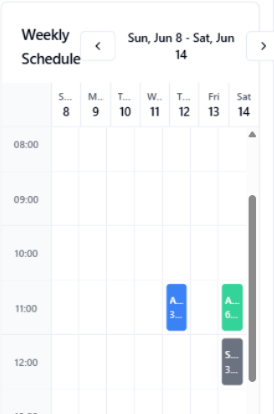 Weekly
Schedule
Sun, Jun 8 - Sat, Jun
14
S... M.. T... W.. T... Fri Sat
8 9 10 11 12 13 14
08:00
09:00
10:00
11:00
A...
3...
A...
6...
12:00
S...
3...